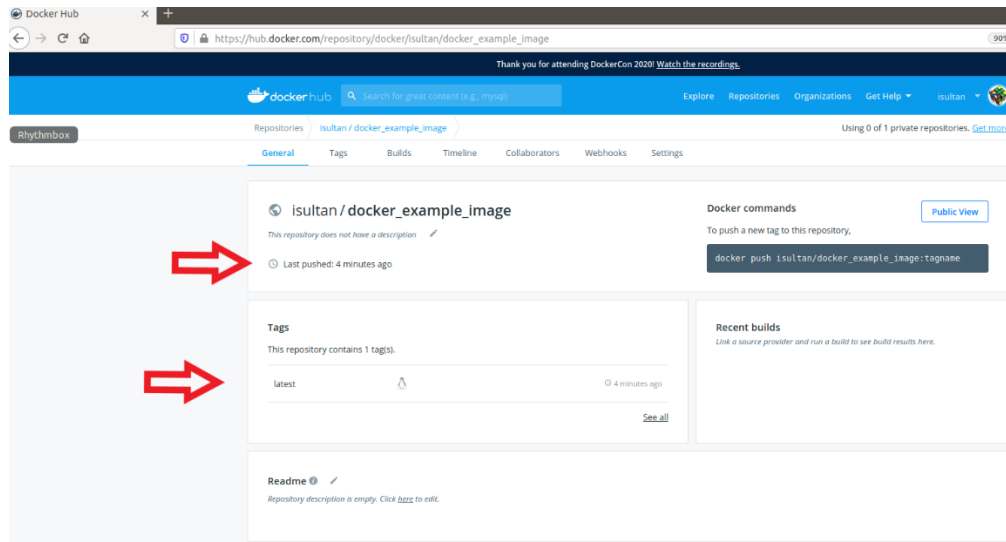 Docker Hub
https://hub.docker.com/repository/docker/isultan/docker_example_image
90%
Thank you for attending DockerCon 2020! Watch the recordings.
dockerhub Search for great content (e.g., mysql) Explore Repositories Organizations Get Help isultan
Rhythmbox
Repositories isultan / docker_example_image Using 0 of 1 private repositories. Get more
General Tags Builds Timeline Collaborators Webhooks Settings
isultan / docker_example_image
This repository does not have a description
Last pushed: 4 minutes ago
Docker commands
Public View
To push a new tag to this repository,
docker push isultan/docker_example_image:tagname
Tags
This repository contains 1 tag(s).
latest 4 minutes ago
See all
Recent builds
Link a source provider and run a build to see build results here.
Readme
Repository description is empty. Click here to edit.